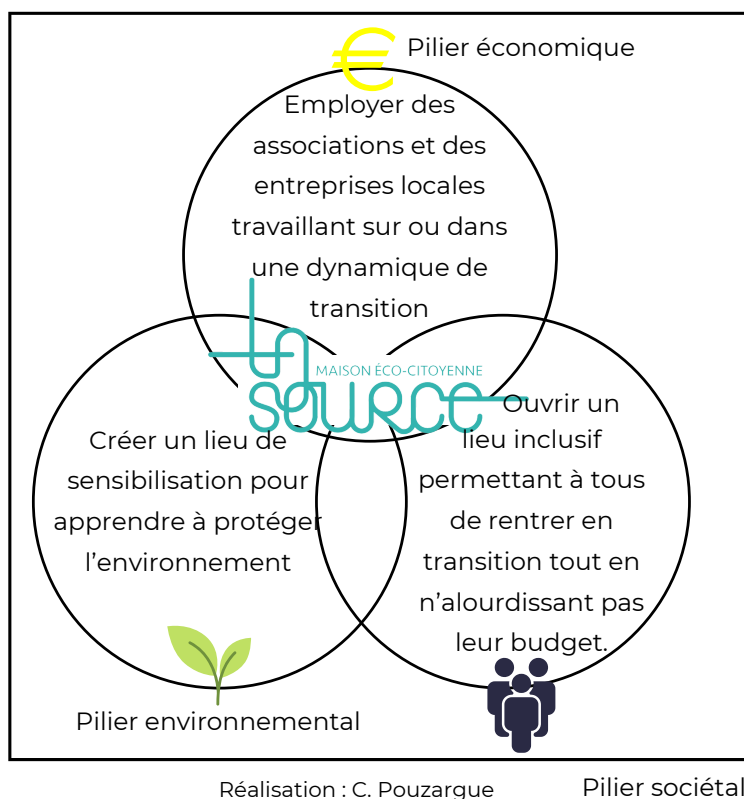 Pilier économique
Employer des
associations et des
entreprises locales
travaillant sur ou dans
une dynamique de
transition
LA
MAISON ÉCO-CITOYENNE
SOURCE
Créer un lieu de
sensibilisation pour
apprendre à protéger
l'environnement
Ouvrir un
lieu inclusif
permettant à tous
de rentrer en
transition tout en
n'alourdissant pas
leur budget.
Pilier environnemental
Réalisation : C. Pouzargue
Pilier sociétal